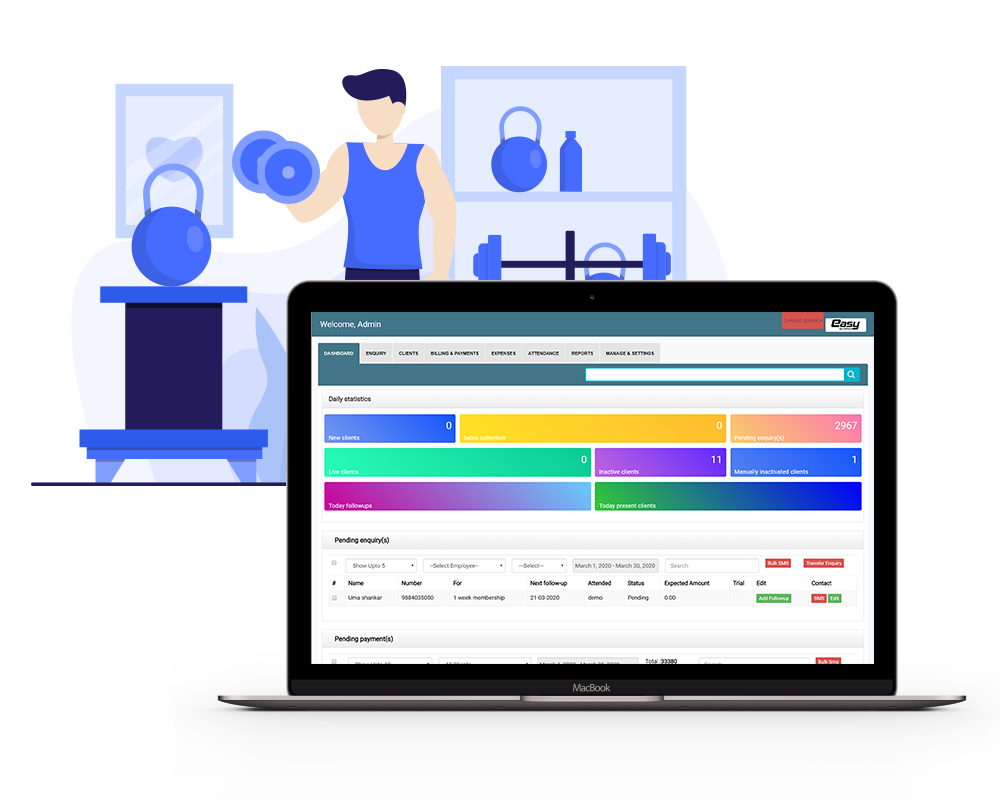 Welcome, Admin
CHANGE BRANCH
easy
DASHBOARD ENQUIRY CLIENTS BILLING & PAYMENTS EXPENSES ATTENDANCE REPORTS MANAGE & SETTINGS
Daily statistics
0 0 2967
New clients Sales collection Pending enquiry(s)
0 11 1
Live clients Inactive clients Manually inactivated clients
Today followups Today present clients
Pending enquiry(s)
Show Upto 5 --Select Employee-- --Select-- March 1, 2020 - March 30, 2020 Search Bulk SMS Transfer Enquiry
# Name Number For Next follow-up Attended Status Expected Amount Trial Edit Contact
Uma shankar 9884035050 1 week membership 21-03-2020 demo Pending 0.00 Add Followup SMS Edit
Pending payment(s)
Total :33380 Bulk Sms
MacBook